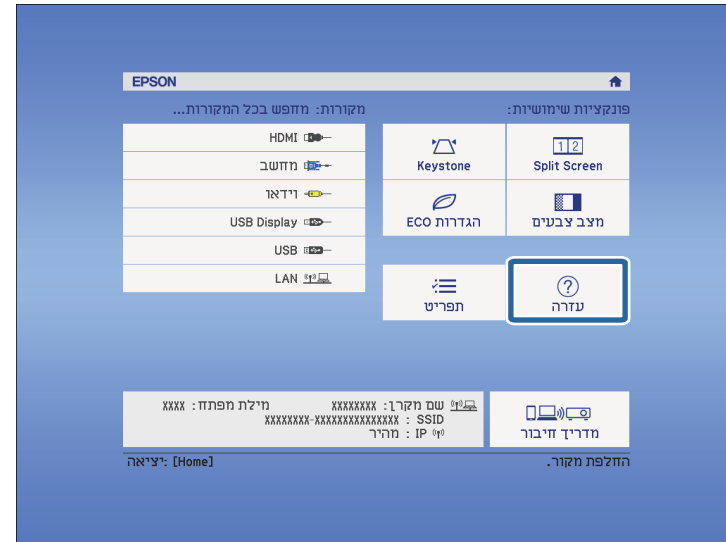 EPSON
פונקציות שימושיות:
מקורות: מחפש בכל המקורות...
Split Screen
Keystone
מצב צבעים
הגדרות ECO
עזרה
תפריט
HDMI
מחשב
וידאו
USB Display
USB
LAN
מדריך חיבור
שם מקרן: XXXXXXXX מילת מפתח: XXXX
SSID : XXXXXXXX-XXXXXXXXXXXXXX
IP : מהיר
החלפת מקור.
[Home] :יציאה